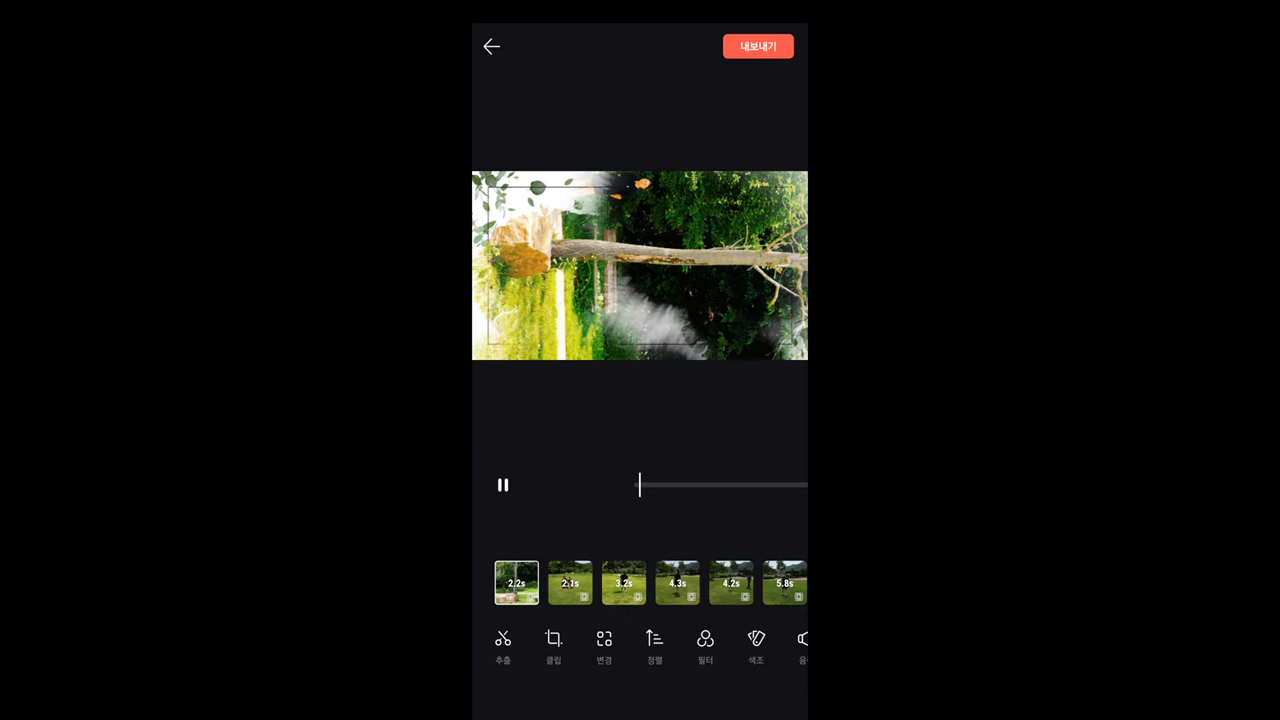 내보내기
2.2s 2.1s 3.2s 4.3s 4.2s 5.8s
추출 클립 변경 정렬 필터 색조